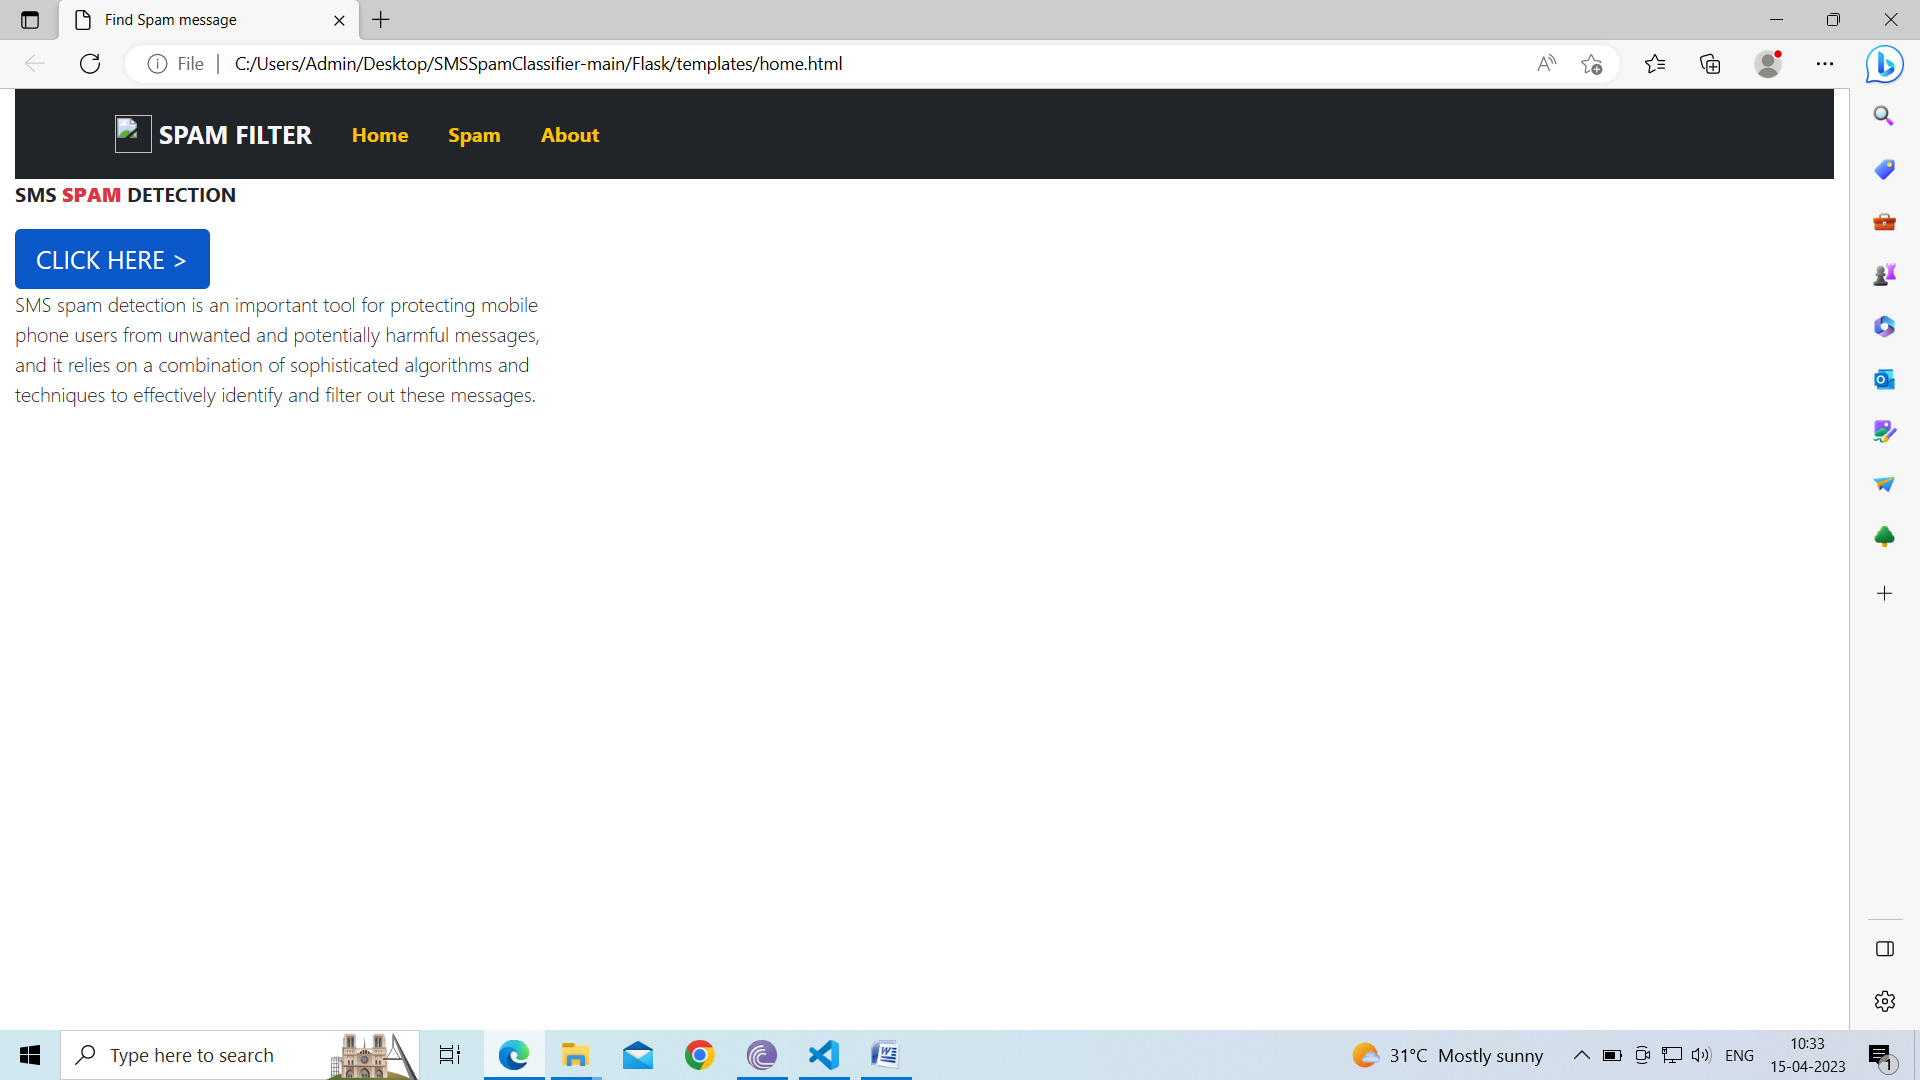 Find Spam message
File
C:/Users/Admin/Desktop/SMSSpamClassifier-main/Flask/templates/home.html
SPAM FILTER
Home
Spam
About
SMS SPAM DETECTION
CLICK HERE >
SMS spam detection is an important tool for protecting mobile
phone users from unwanted and potentially harmful messages,
and it relies on a combination of sophisticated algorithms and
techniques to effectively identify and filter out these messages.
Type here to search
31°C Mostly sunny
ENG
10:33
15-04-2023
1